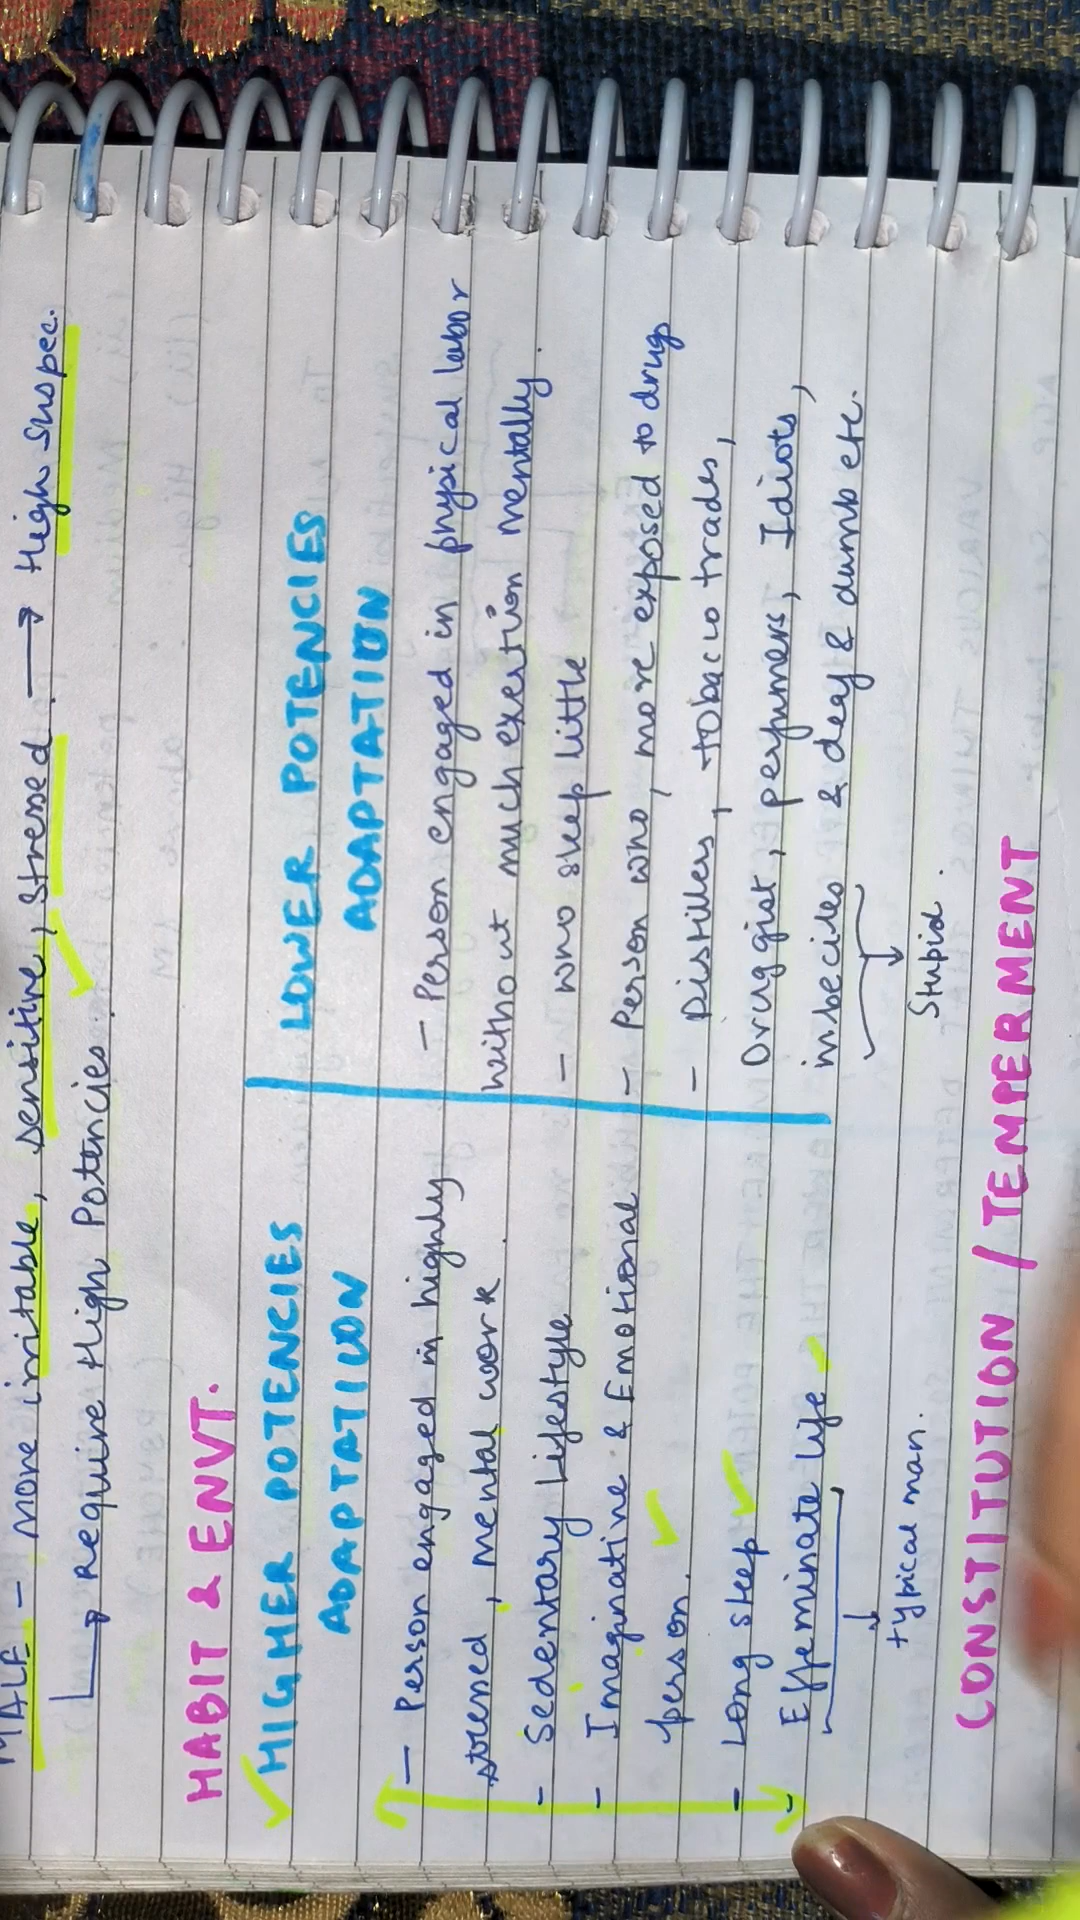 MALE - more irritable, sensitive, stressed. → High suspec.
→ require High Potencies.
HABIT & ENVT.
HIGHER POTENCIES
ADAPTATION
- Person engaged in highly
stressed, mental work.
- Sedentary Lifestyle
- Imaginative & Emotional
person.
- Long sleep
- Effeminate Life
↓
typical man.
LOWER POTENCIES
ADAPTATION
- Person engaged in physical labor
without much exertion mentally.
- who sleep little
- Person who, more exposed to drugs
- Distillers, tobacco trades,
Druggist, perfumers, Idiots,
imbeciles & deaf & dumb etc.
↓
Stupid.
CONSTITUTION / TEMPERMENT